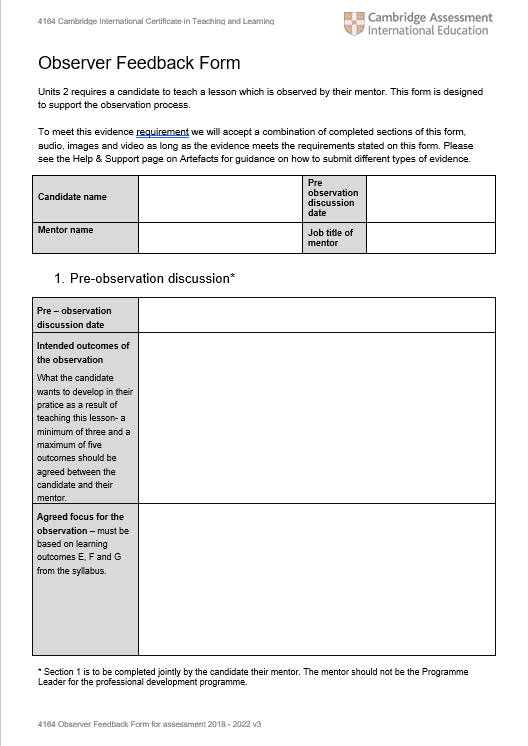 4164 Cambridge International Certificate in Teaching and Learning
Cambridge Assessment
International Education
Observer Feedback Form
Units 2 requires a candidate to teach a lesson which is observed by their mentor. This form is designed
to support the observation process.
To meet this evidence requirement we will accept a combination of completed sections of this form,
audio, images and video as long as the evidence meets the requirements stated on this form. Please
see the Help & Support page on Artefacts for guidance on how to submit different types of evidence.
Candidate name
Pre
observation
discussion
date
Mentor name
Job title of
mentor
1. Pre-observation discussion*
Pre – observation
discussion date
Intended outcomes of
the observation
What the candidate
wants to develop in their
pratice as a result of
teaching this lesson- a
minimum of three and a
maximum of five
outcomes should be
agreed between the
candidate and their
mentor.
Agreed focus for the
observation – must be
based on learning
outcomes E, F and G
from the syllabus.
* Section 1 is to be completed jointly by the candidate their mentor. The mentor should not be the Programme
Leader for the professional development programme.
4164 Observer Feedback Form for assessment 2018 - 2022 v3